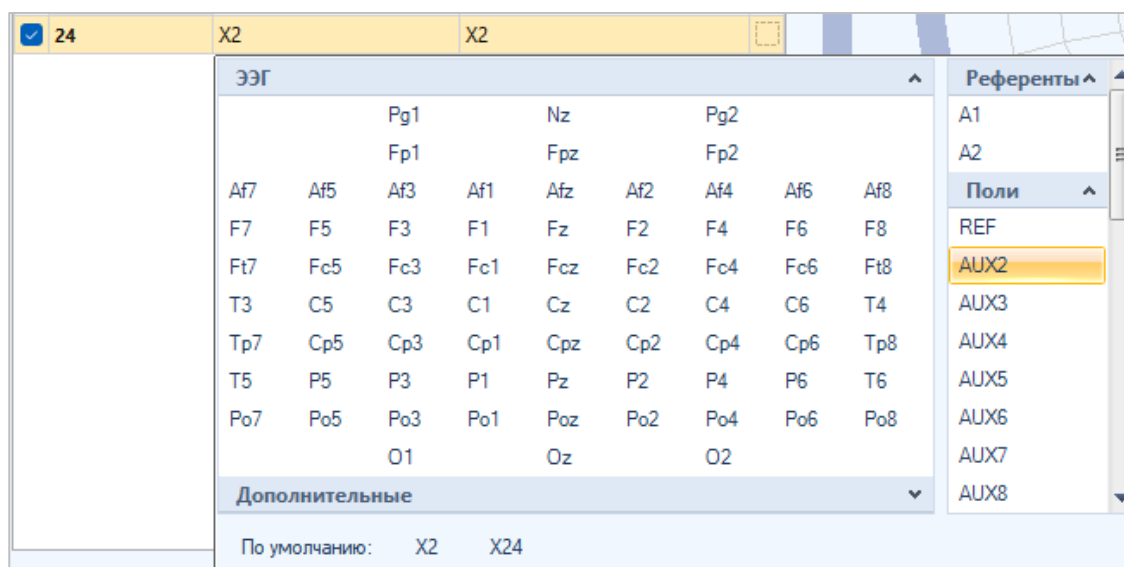 24 X2 X2
ЭЭГ Референты
Pg1 Nz Pg2 A1
Fp1 Fpz Fp2 A2
Af7 Af5 Af3 Af1 Afz Af2 Af4 Af6 Af8 Поли
F7 F5 F3 F1 Fz F2 F4 F6 F8 REF
Ft7 Fc5 Fc3 Fc1 Fcz Fc2 Fc4 Fc6 Ft8 AUX2
T3 C5 C3 C1 Cz C2 C4 C6 T4 AUX3
Tp7 Cp5 Cp3 Cp1 Cpz Cp2 Cp4 Cp6 Tp8 AUX4
T5 P5 P3 P1 Pz P2 P4 P6 T6 AUX5
Po7 Po5 Po3 Po1 Poz Po2 Po4 Po6 Po8 AUX6
O1 Oz O2 AUX7
Дополнительные AUX8
По умолчанию: X2 X24